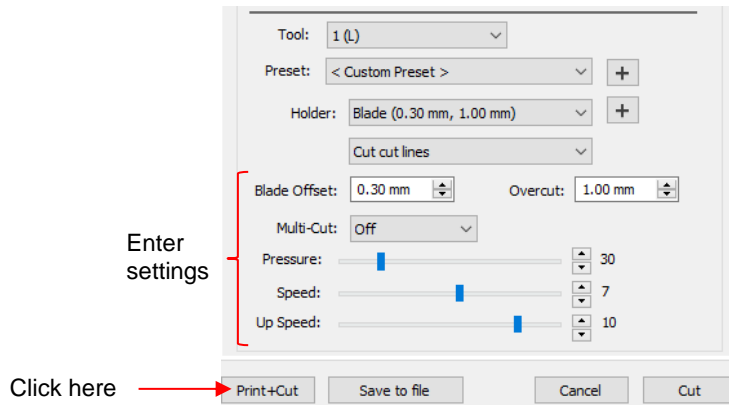 Tool: 1 (L)
Preset: < Custom Preset > +
Holder: Blade (0.30 mm, 1.00 mm) +
Cut cut lines
Blade Offset: 0.30 mm Overcut: 1.00 mm
Multi-Cut: Off
Enter
settings
Pressure: 30
Speed: 7
Up Speed: 10
Click here Print+Cut Save to file Cancel Cut